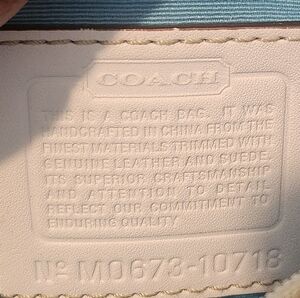 COACH
THIS IS A COACH BAG. IT WAS
HANDCRAFTED IN CHINA FROM THE
FINEST MATERIALS TRIMMED WITH
GENUINE LEATHER AND SUEDE.
ITS SUPERIOR CRAFTSMANSHIP
AND ATTENTION TO DETAIL
REFLECT OUR COMMITMENT TO
ENDURING QUALITY
Nº M0673-10718